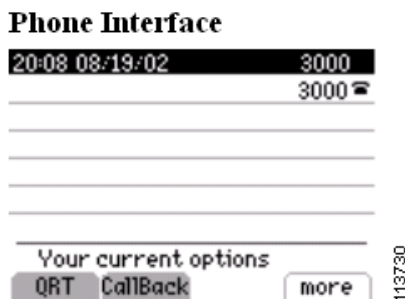 Phone Interface
20:08 08/19/02 3000
3000
Your current options
QRT CallBack more
113730